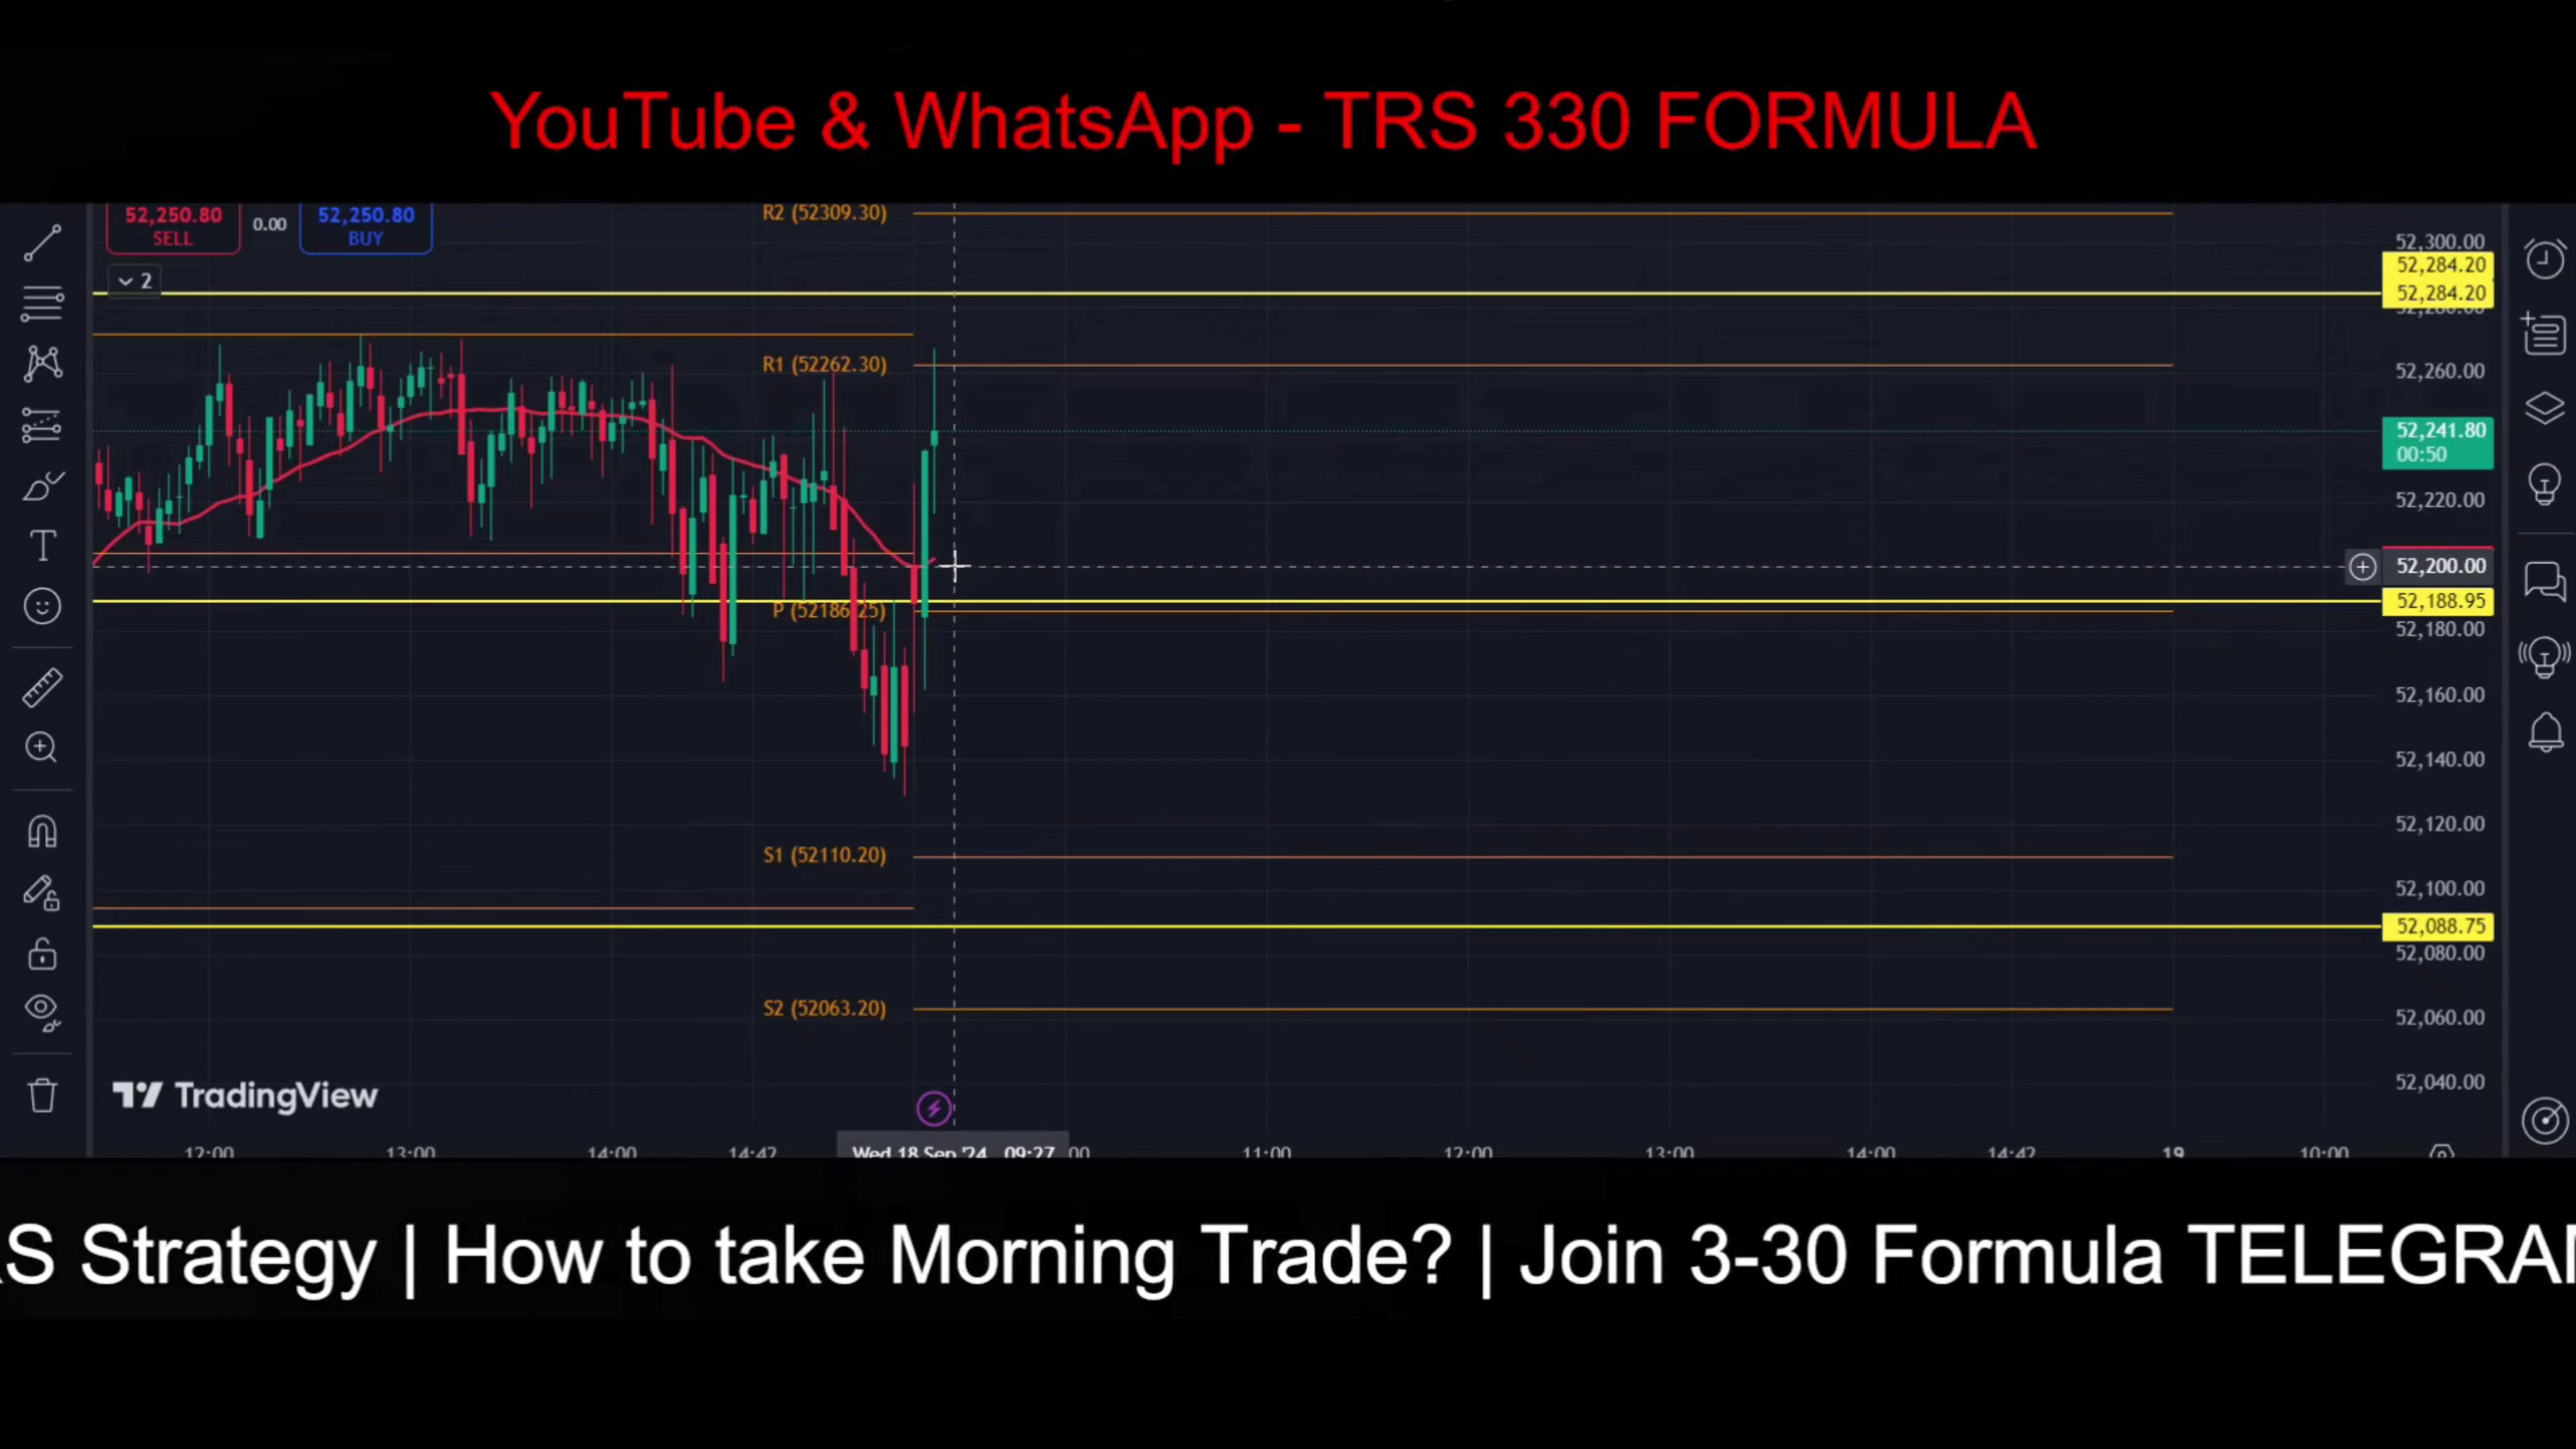 YouTube & WhatsApp - TRS 330 FORMULA
52,250.80
SELL
0.00
52,250.80
BUY
2
R2 (52309.30)
R1 (52262.30)
P (52186.25)
S1 (52110.20)
S2 (52063.20)
52,300.00
52,284.20
52,284.20
52,260.00
52,241.80
00:50
52,220.00
52,200.00
52,188.95
52,180.00
52,160.00
52,140.00
52,120.00
52,100.00
52,088.75
52,080.00
52,060.00
52,040.00
TradingView
12:00 13:00 14:00 14:42 Wed 18 Sep '24 09:27 00 11:00 12:00 13:00 14:00 14:42 19 10:00
S Strategy | How to take Morning Trade? | Join 3-30 Formula TELEGRA